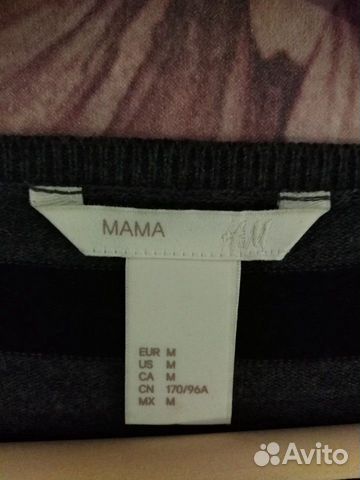 MAMA H&M
EUR M
US M
CA M
CN 170/96A
MX M
Avito